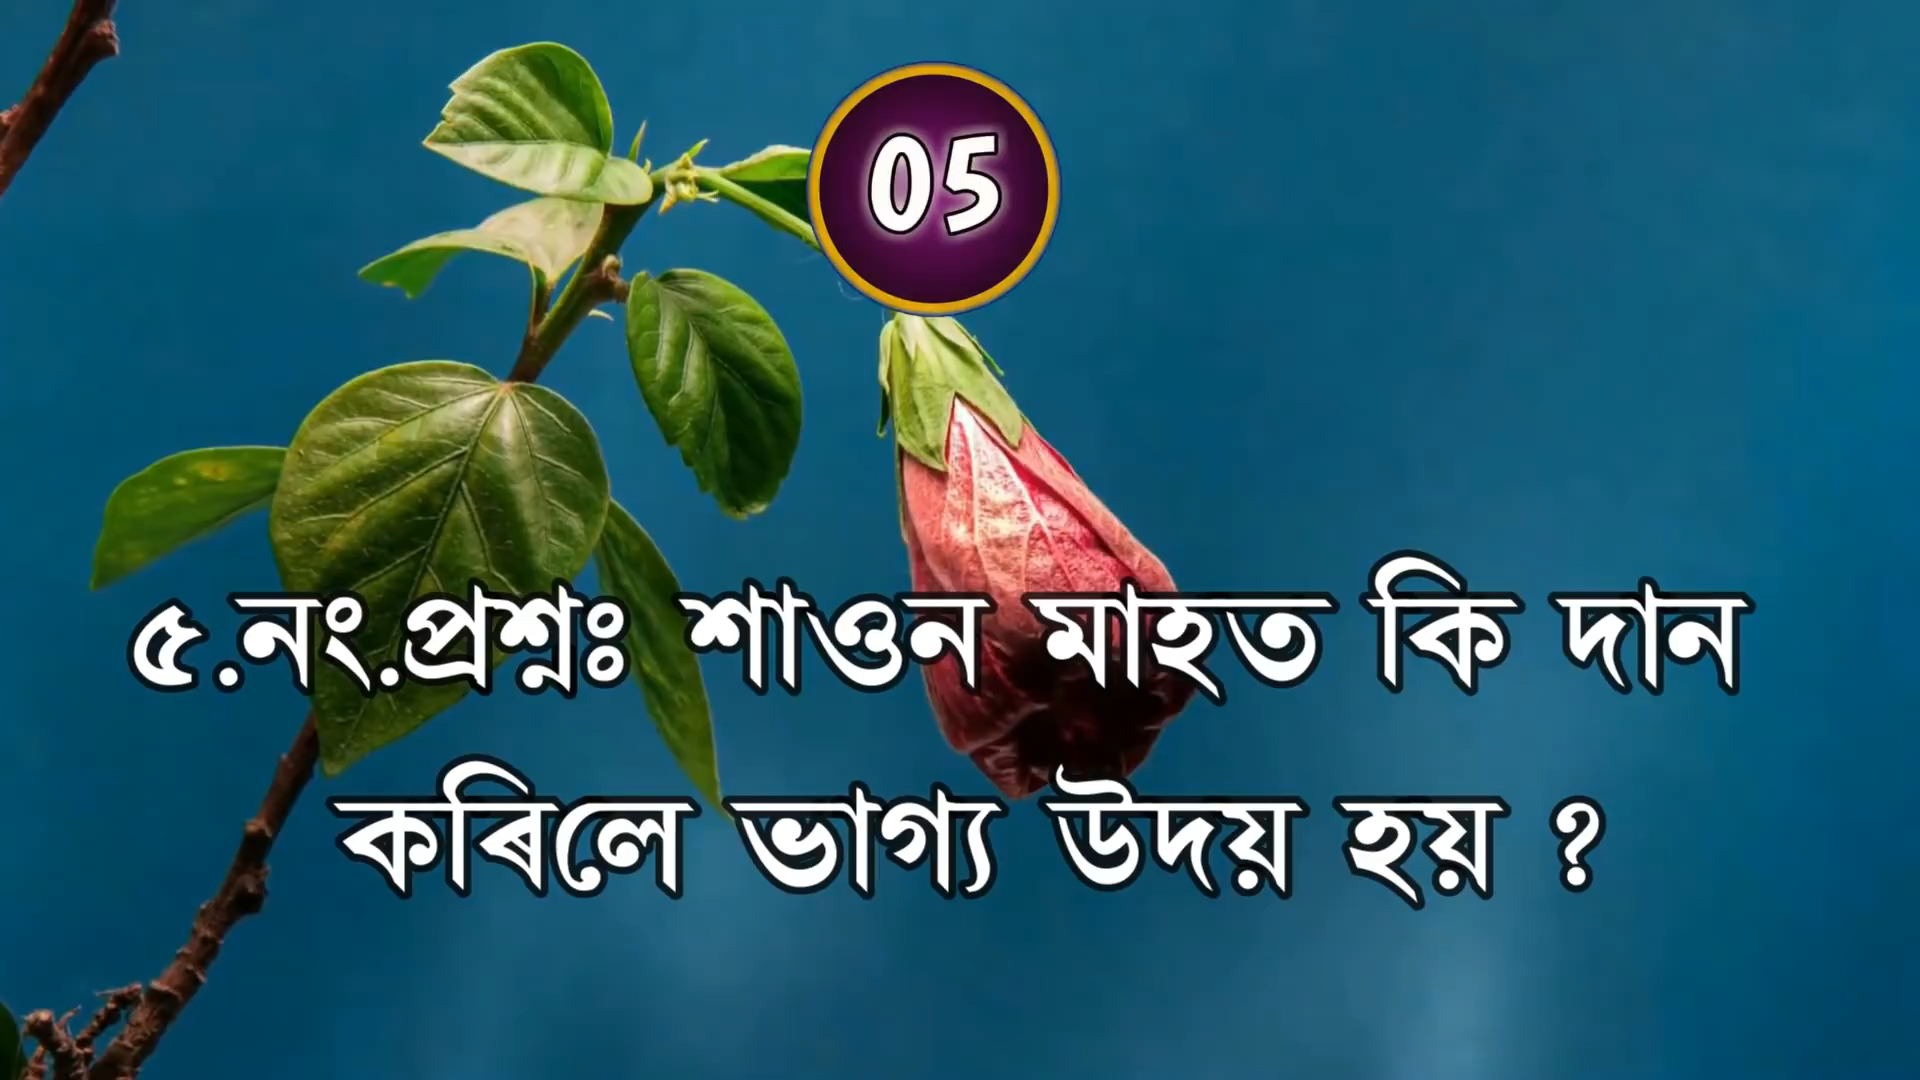 05
৫.নং.প্ৰশ্নঃ শাওন মাহত কি দান
কৰিলে ভাগ্য উদয় হয় ?